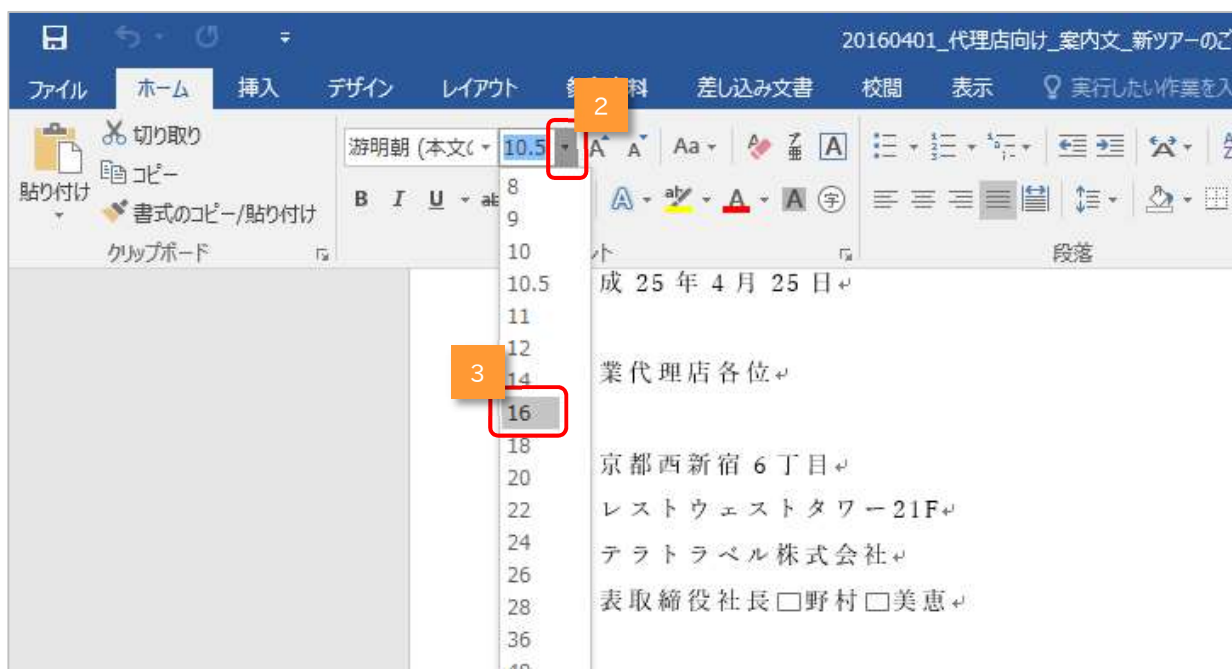 20160401_代理店向け_案内文_新ツアーのご
ファイル ホーム 挿入 デザイン レイアウト 料 差し込み文書 校閲 表示 実行したい作業を入
2
切り取り
コピー
貼り付け
書式のコピー/貼り付け
クリップボード
游明朝 (本文( 10.5 A A Aa A
B I U ab A ab A A 字
段落
8
9
10
10.5
11
12
14
3
16
18
20
22
24
26
28
36
成 25 年 4 月 25 日
業代理店各位
京都西新宿 6 丁目
レストウェストタワー21F
テラトラベル株式会社
表取締役社長□野村□美恵